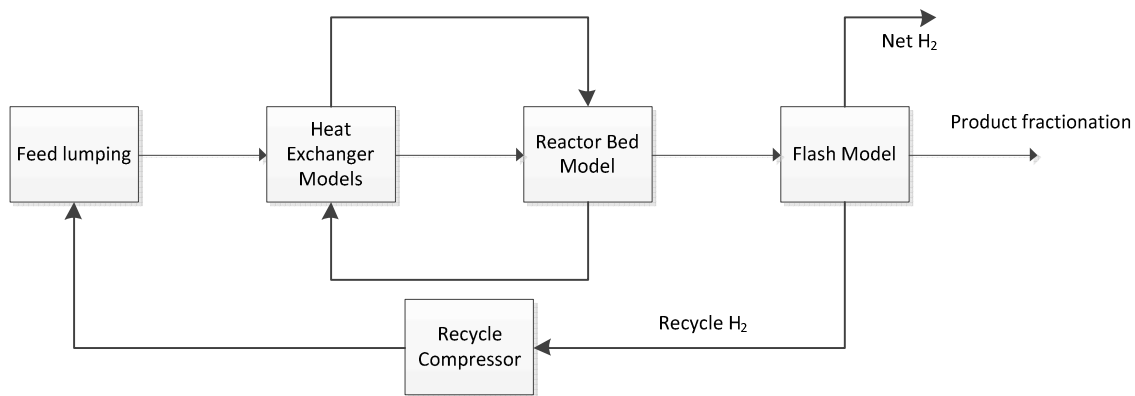 Net H₂
Product fractionation
Feed lumping
Heat
Exchanger
Models
Reactor Bed
Model
Flash Model
Recycle H₂
Recycle
Compressor